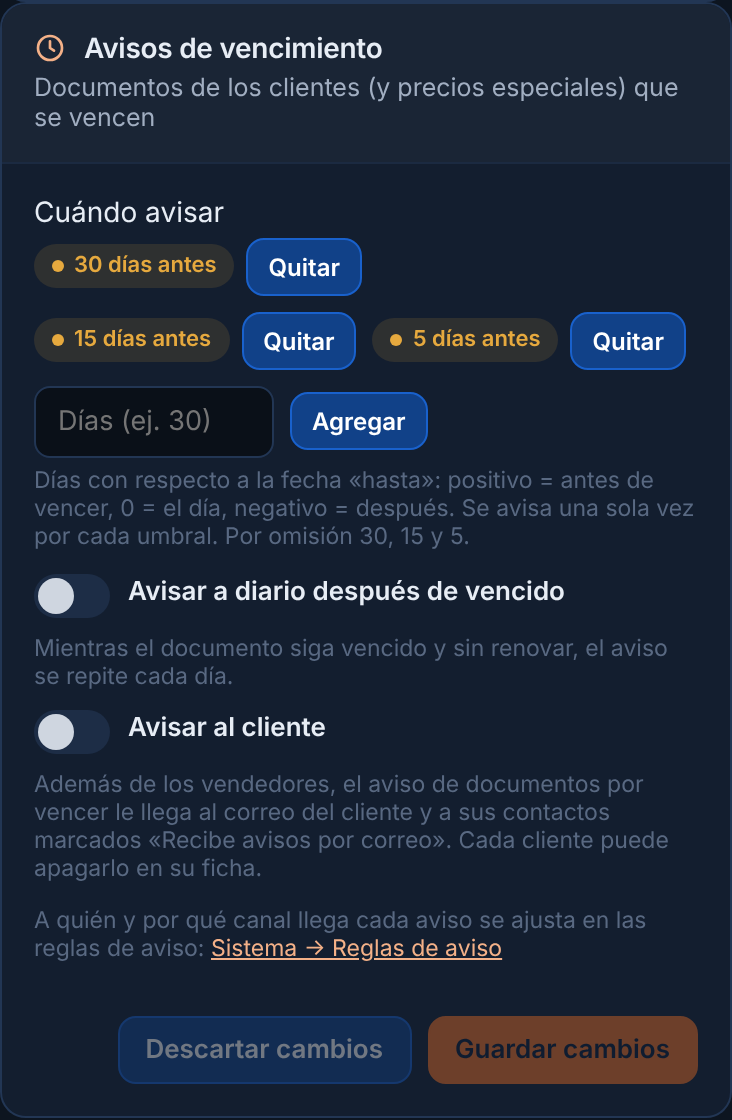 Avisos de vencimiento
Documentos de los clientes (y precios especiales) que
se vencen
Cuándo avisar
30 días antes Quitar
15 días antes Quitar 5 días antes Quitar
Días (ej. 30) Agregar
Días con respecto a la fecha «hasta»: positivo = antes de
vencer, 0 = el día, negativo = después. Se avisa una sola vez
por cada umbral. Por omisión 30, 15 y 5.
Avisar a diario después de vencido
Mientras el documento siga vencido y sin renovar, el aviso
se repite cada día.
Avisar al cliente
Además de los vendedores, el aviso de documentos por
vencer le llega al correo del cliente y a sus contactos
marcados «Recibe avisos por correo». Cada cliente puede
apagarlo en su ficha.
A quién y por qué canal llega cada aviso se ajusta en las
reglas de aviso: Sistema → Reglas de aviso
Descartar cambios Guardar cambios